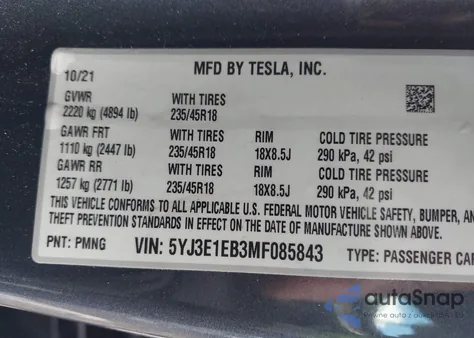 MFD BY TESLA, INC.
10/21
GVWR WITH TIRES
2220 kg (4894 lb) 235/45R18
GAWR FRT WITH TIRES RIM COLD TIRE PRESSURE
1110 kg (2447 lb) 235/45R18 18X8.5J 290 kPa, 42 psi
GAWR RR WITH TIRES RIM COLD TIRE PRESSURE
1257 kg (2771 lb) 235/45R18 18X8.5J 290 kPa, 42 psi
THIS VEHICLE CONFORMS TO ALL APPLICABLE U.S. FEDERAL MOTOR VEHICLE SAFETY, BUMPER, AN
THEFT PREVENTION STANDARDS IN EFFECT ON THE DATE OF MANUFACTURE SHOWN ABOVE.
PNT: PMNG VIN: 5YJ3E1EB3MF085843 TYPE: PASSENGER CAR
autoSnap